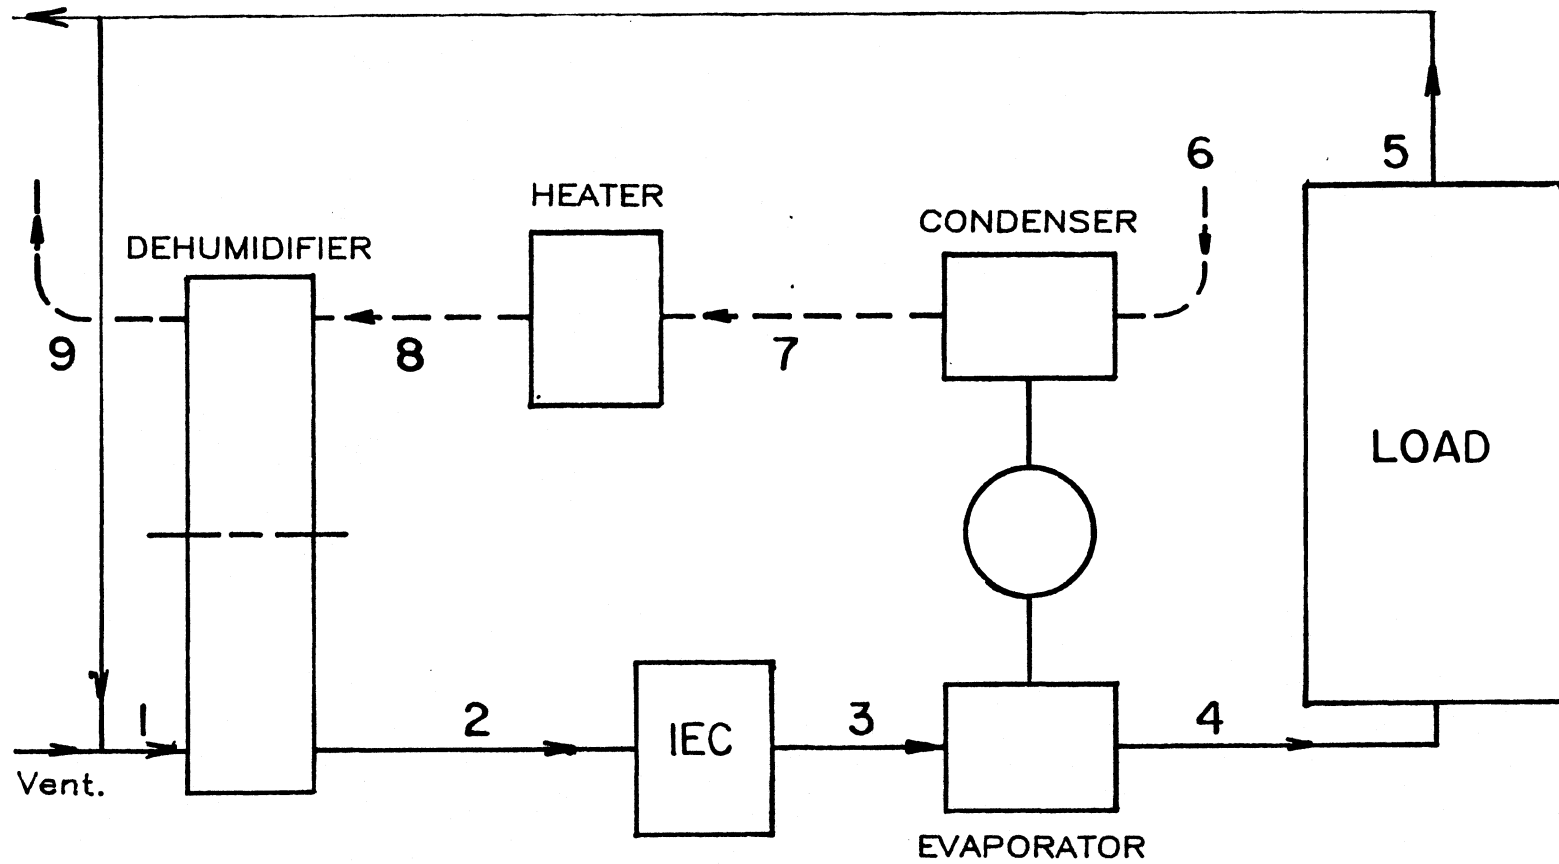 6
5
HEATER
CONDENSER
DEHUMIDIFIER
9
8
7
LOAD
1
2
3
4
IEC
Vent.
EVAPORATOR